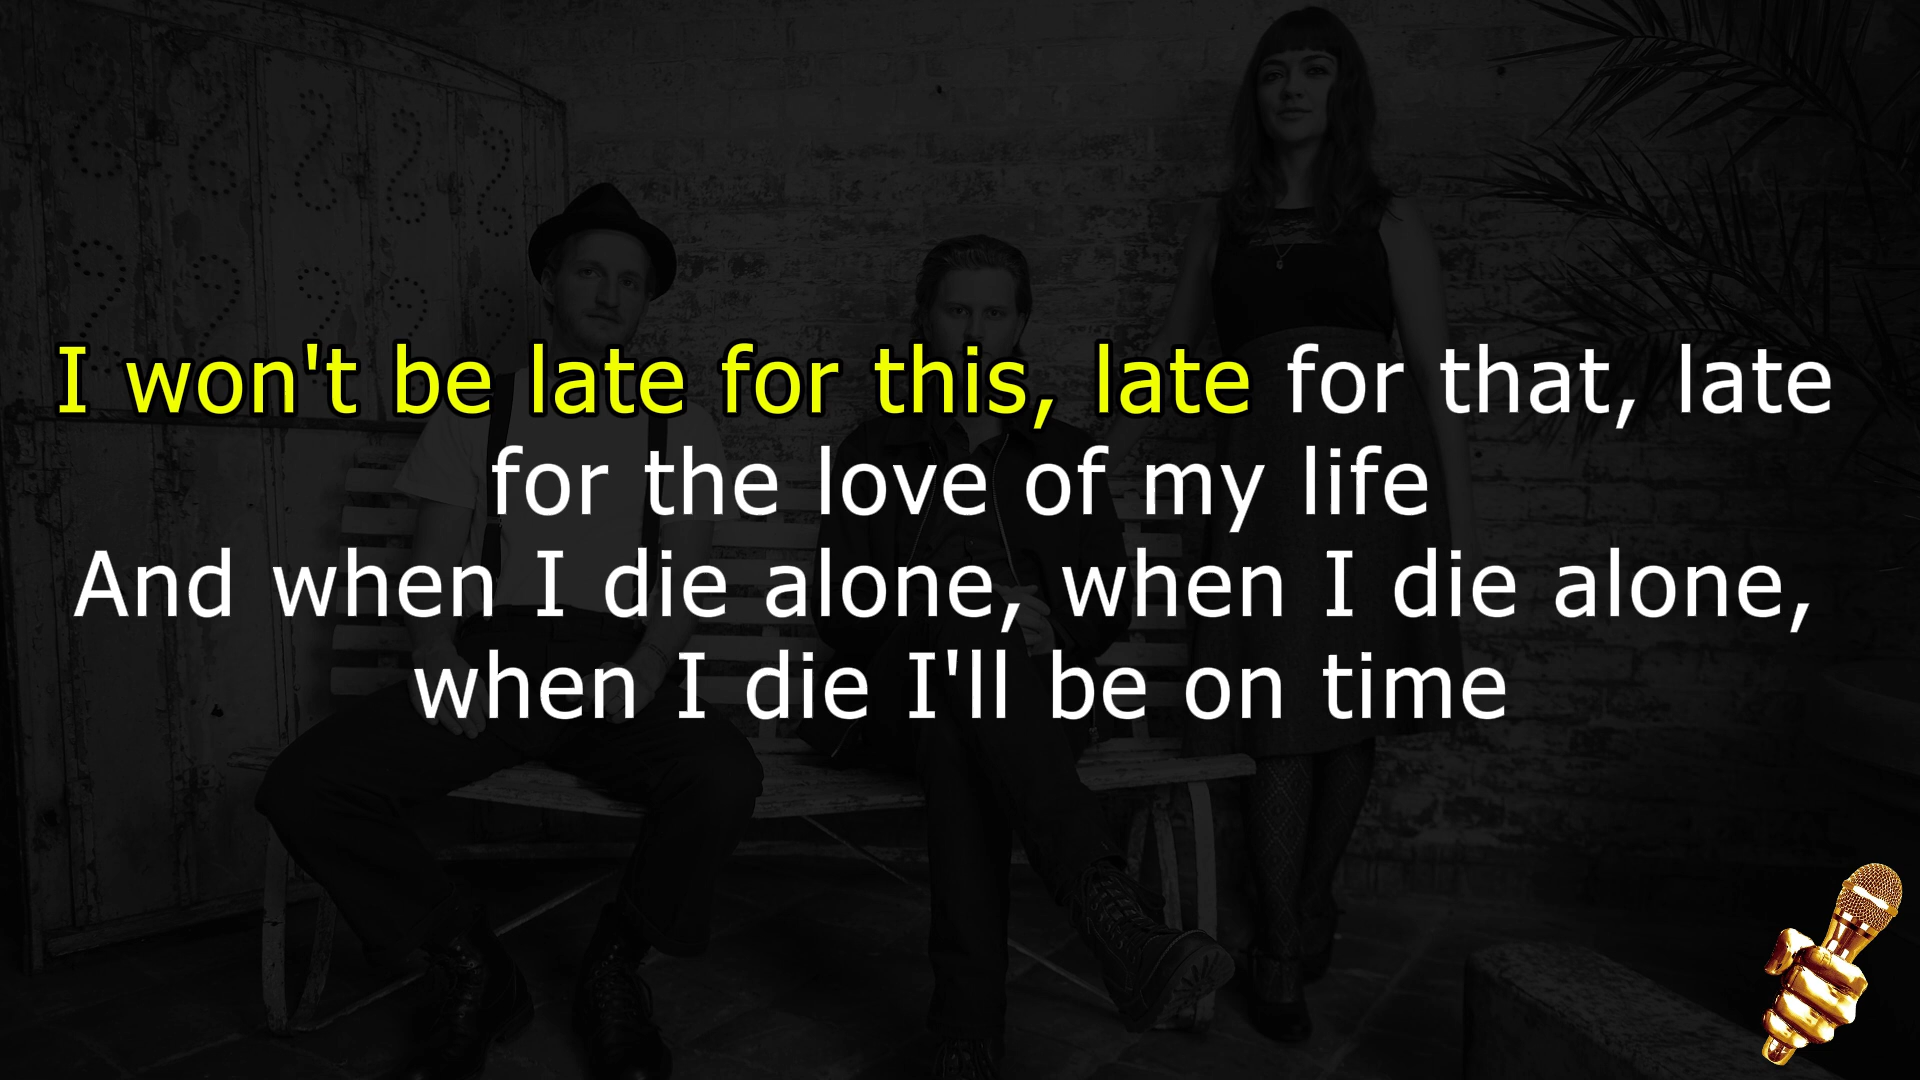 I won't be late for this, late for that, late
for the love of my life
And when I die alone, when I die alone,
when I die I'll be on time